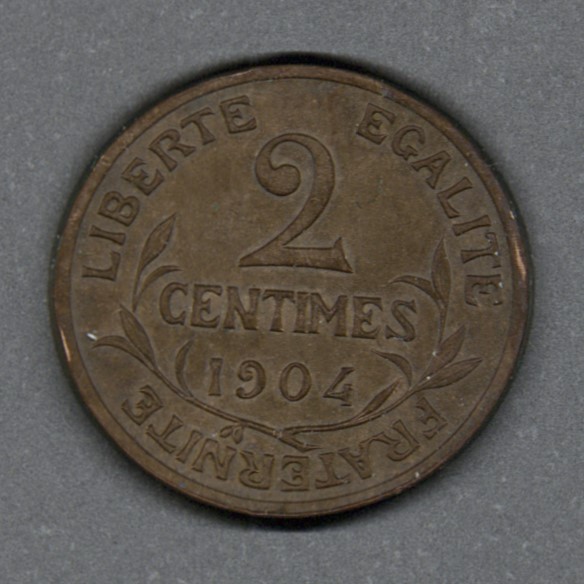 LIBERTE EGALITE FRATERNITE
2
CENTIMES
1904